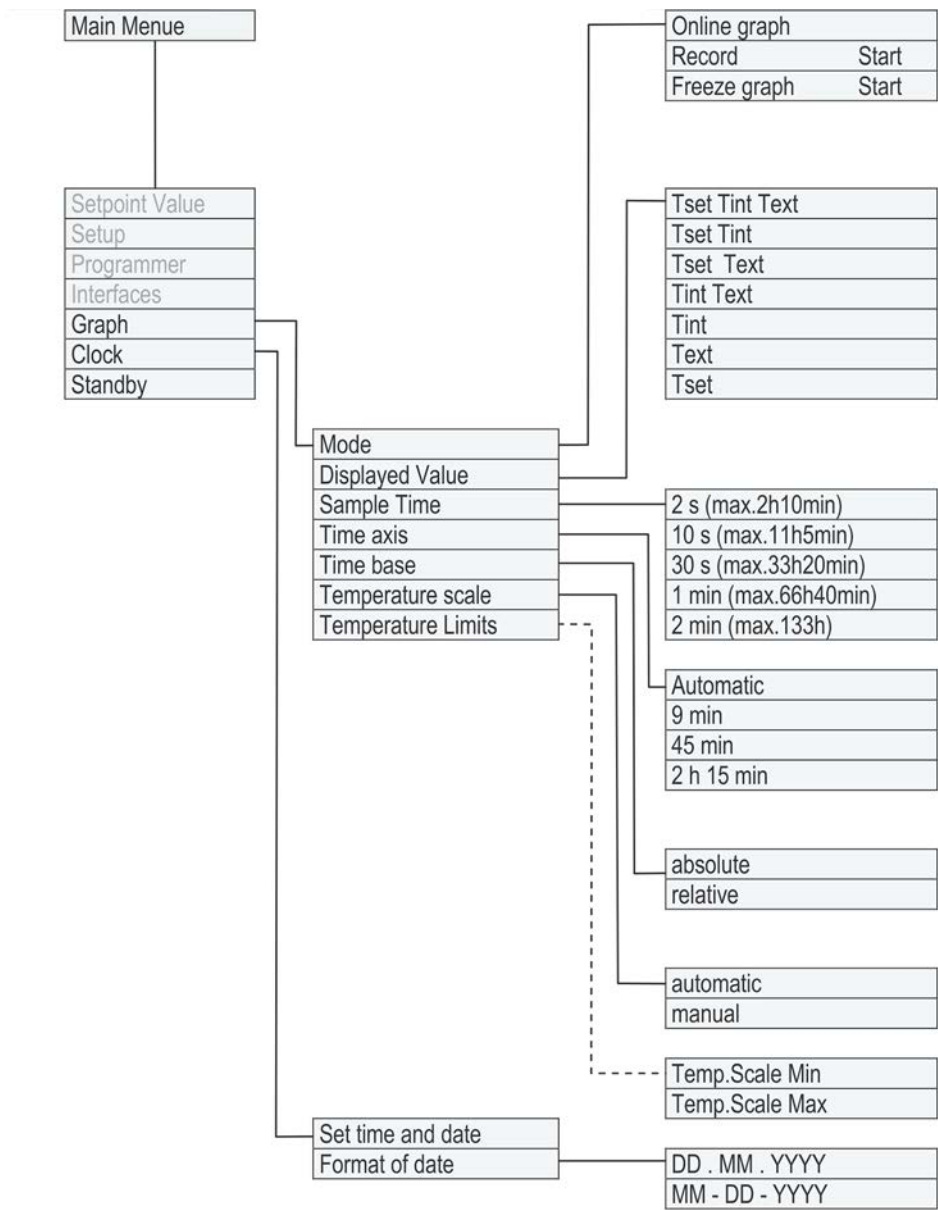 Main Menue
Setpoint Value
Setup
Programmer
Interfaces
Graph
Clock
Standby
Mode
Displayed Value
Sample Time
Time axis
Time base
Temperature scale
Temperature Limits
Set time and date
Format of date
Online graph
Record Start
Freeze graph Start
Tset Tint Text
Tset Tint
Tset Text
Tint Text
Tint
Text
Tset
2 s (max.2h10min)
10 s (max.11h5min)
30 s (max.33h20min)
1 min (max.66h40min)
2 min (max.133h)
Automatic
9 min
45 min
2 h 15 min
absolute
relative
automatic
manual
Temp.Scale Min
Temp.Scale Max
DD . MM . YYYY
MM - DD - YYYY